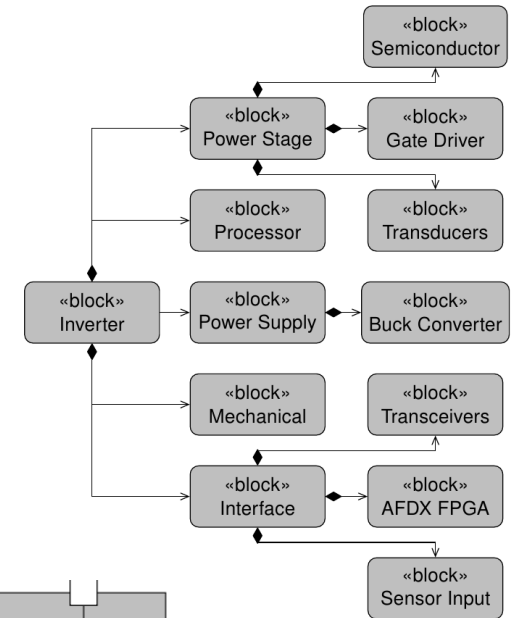 «block»
Semiconductor
«block»
Power Stage
«block»
Gate Driver
«block»
Processor
«block»
Transducers
«block»
Inverter
«block»
Power Supply
«block»
Buck Converter
«block»
Mechanical
«block»
Transceivers
«block»
Interface
«block»
AFDX FPGA
«block»
Sensor Input